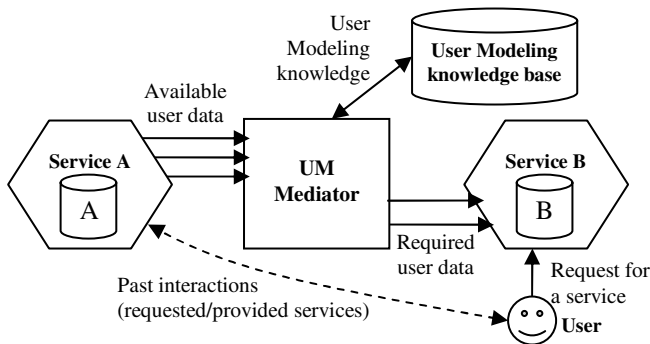 User
Modeling
knowledge
User Modeling
knowledge base
Available
user data
Service A
A
UM
Mediator
Service B
B
Required
user data
Past interactions
(requested/provided services)
Request for
a service
User